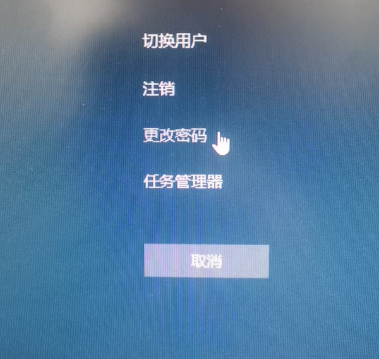 切换用户
注销
更改密码
任务管理器
取消